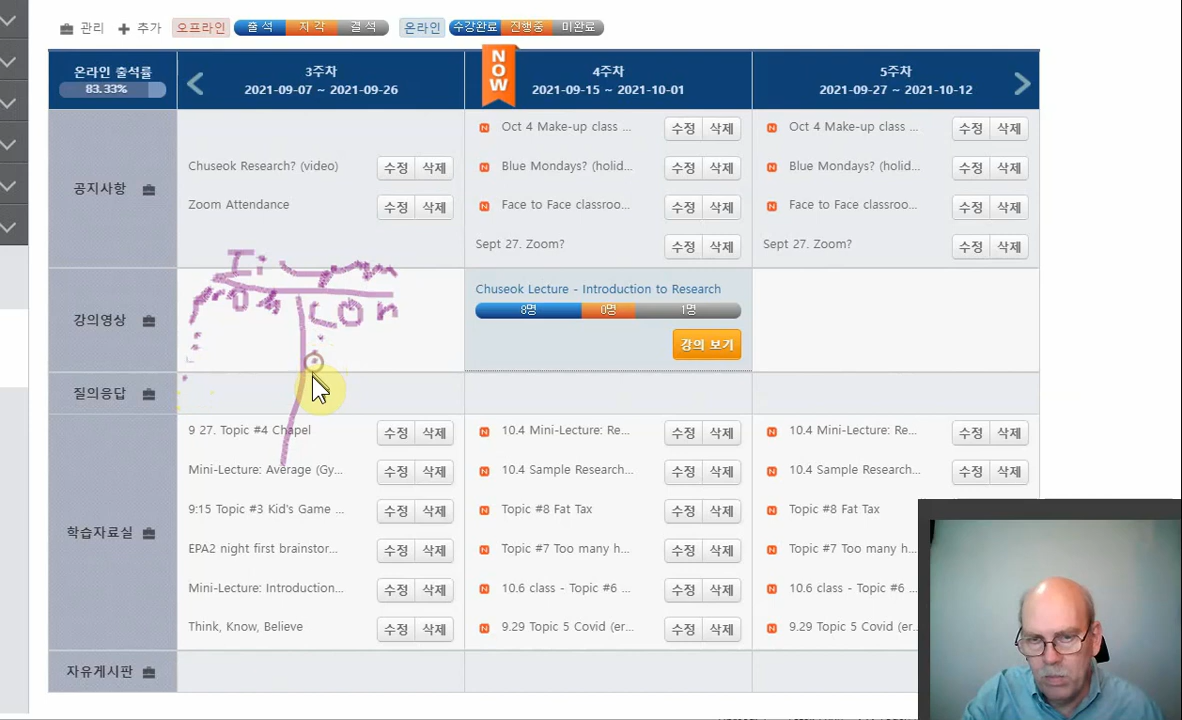 관리 추가 오프라인 출 석 지 각 결 석 온라인 수강완료 진행중 미완료
온라인 출석률
83.33%
3주차
2021-09-07 ~ 2021-09-26
NOW
4주차
2021-09-15 ~ 2021-10-01
5주차
2021-09-27 ~ 2021-10-12
공지사항
Chuseok Research? (video) 수정 삭제
Zoom Attendance 수정 삭제
N Oct 4 Make-up class ... 수정 삭제
N Blue Mondays? (holid... 수정 삭제
N Face to Face classroo... 수정 삭제
Sept 27. Zoom? 수정 삭제
N Oct 4 Make-up class ... 수정 삭제
N Blue Mondays? (holid... 수정 삭제
N Face to Face classroo... 수정 삭제
Sept 27. Zoom? 수정 삭제
강의영상
con
Chuseok Lecture - Introduction to Research
8명 0명 1명
강의 보기
질의응답
학습자료실
9 27. Topic #4 Chapel 수정 삭제
Mini-Lecture: Average (Gy... 수정 삭제
9:15 Topic #3 Kid's Game ... 수정 삭제
EPA2 night first brainstor... 수정 삭제
Mini-Lecture: Introduction... 수정 삭제
Think, Know, Believe 수정 삭제
N 10.4 Mini-Lecture: Re... 수정 삭제
N 10.4 Sample Research... 수정 삭제
N Topic #8 Fat Tax 수정 삭제
N Topic #7 Too many h... 수정 삭제
N 10.6 class - Topic #6 ... 수정 삭제
N 9.29 Topic 5 Covid (er... 수정 삭제
N 10.4 Mini-Lecture: Re... 수정 삭제
N 10.4 Sample Research... 수정 삭제
N Topic #8 Fat Tax
N Topic #7 Too many h...
N 10.6 class - Topic #6
N 9.29 Topic 5 Covid (er...
자유게시판